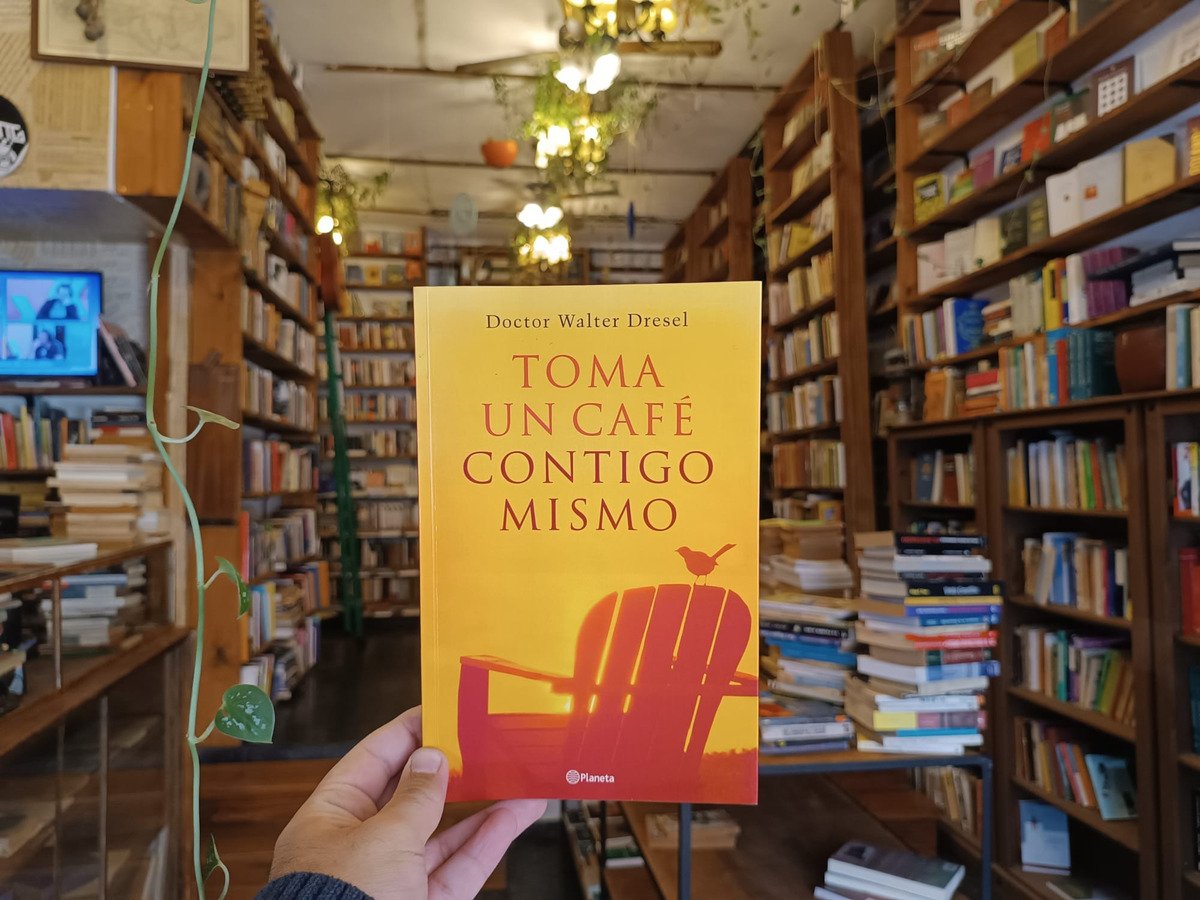 Doctor Walter Dresel
TOMA
UN CAFÉ
CONTIGO
MISMO
Planeta